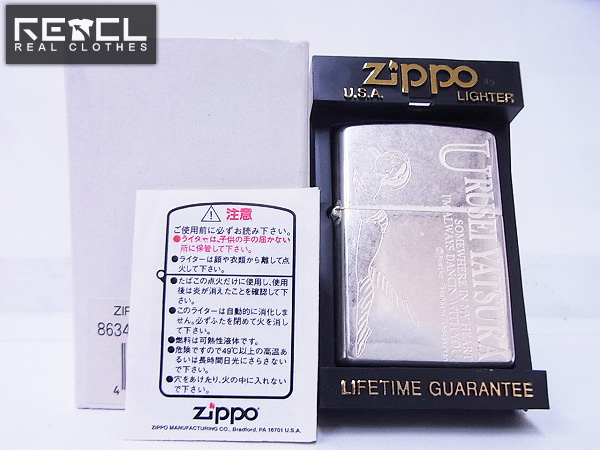 RECL
REAL CLOTHES
zippo
U.S.A.
LIGHTER
URUSEI YATSURA
SOMEWHERE IN
I'M ALWAYS DANCIN' WITH YOU
LIFETIME GUARANTEE
ZIP
8634
4
注意
ご使用前に必ずお読み下さい。
●ライターは、子供の手の届かない
所に保管して下さい。
●ライターは顔や衣類から離して点
火して下さい。
●たばこの点火だけに使用し、使用
後は炎が消えたことを確認して下
さい。
●このライターは自動的に消化しま
せん。必ずふたを閉めて火を消し
て下さい。
●燃料は可熱性液体です。
●危険ですので49℃以上の高温あ
るいは長時間日光にさらさない
で下さい。
●穴をあけたり、火の中に入れない
で下さい。
zippo
ZIPPO MANUFACTURING CO., Bradford, PA 16701 U.S.A.